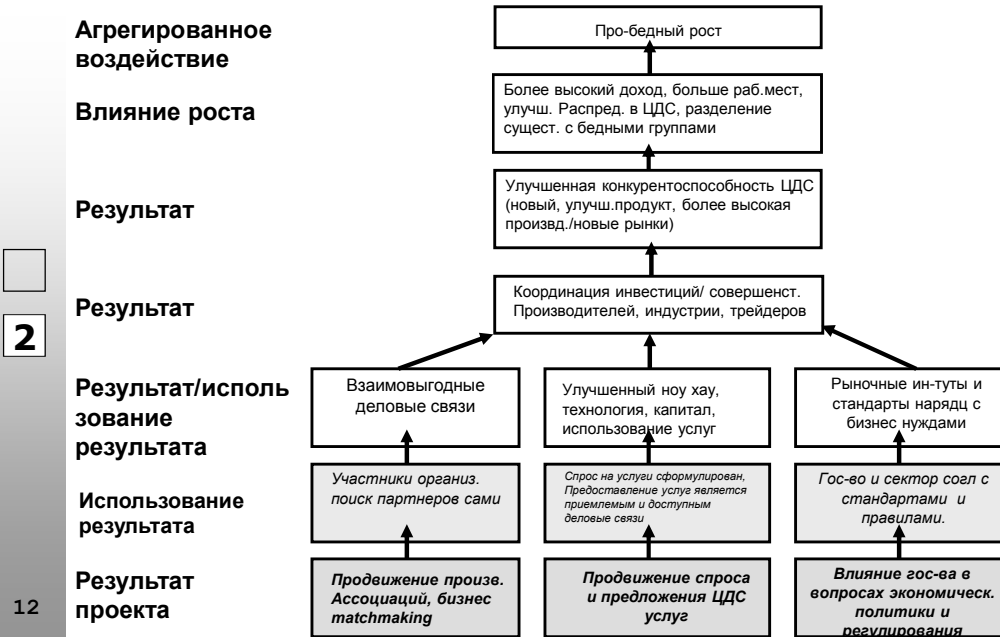 Агрегированное
воздействие
Про-бедный рост
Влияние роста
Более высокий доход, больше раб.мест,
улучш. Распред. в ЦДС, разделение
сущест. с бедными группами
Результат
Улучшенная конкурентоспособность ЦДС
(новый, улучш.продукт, более высокая
произвд./новые рынки)
Результат
Координация инвестиций/ совершенст.
Производителей, индустрии, трейдеров
2
Результат/исполь
зование
результата
Взаимовыгодные
деловые связи
Улучшенный ноу хау,
технология, капитал,
использование услуг
Рыночные ин-туты и
стандарты нарядц с
бизнес нуждами
Использование
результата
Участники организ.
поиск партнеров сами
Спрос на услуги сформулирован,
Предоставление услуг является
приемлемым и доступным
деловые связи
Гос-во и сектор согл с
стандартами и
правилами.
Результат
проекта
Продвижение произв.
Ассоциаций, бизнес
matchmaking
Продвижение спроса
и предложения ЦДС
услуг
Влияние гос-ва в
вопросах экономическ.
политики и
регулирования
12